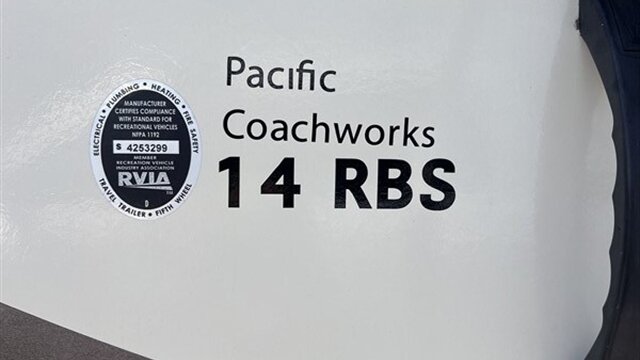 Pacific
Coachworks
14 RBS
ELECTRICAL • PLUMBING • HEATING • FIRE SAFETY
MANUFACTURER
CERTIFIES COMPLIANCE
WITH STANDARD FOR
RECREATIONAL VEHICLES
NFPA 1192
S 4253299
MEMBER
RECREATION VEHICLE
INDUSTRY ASSOCIATION
RVIA
D
TRAVEL TRAILER • FIFTH WHEEL